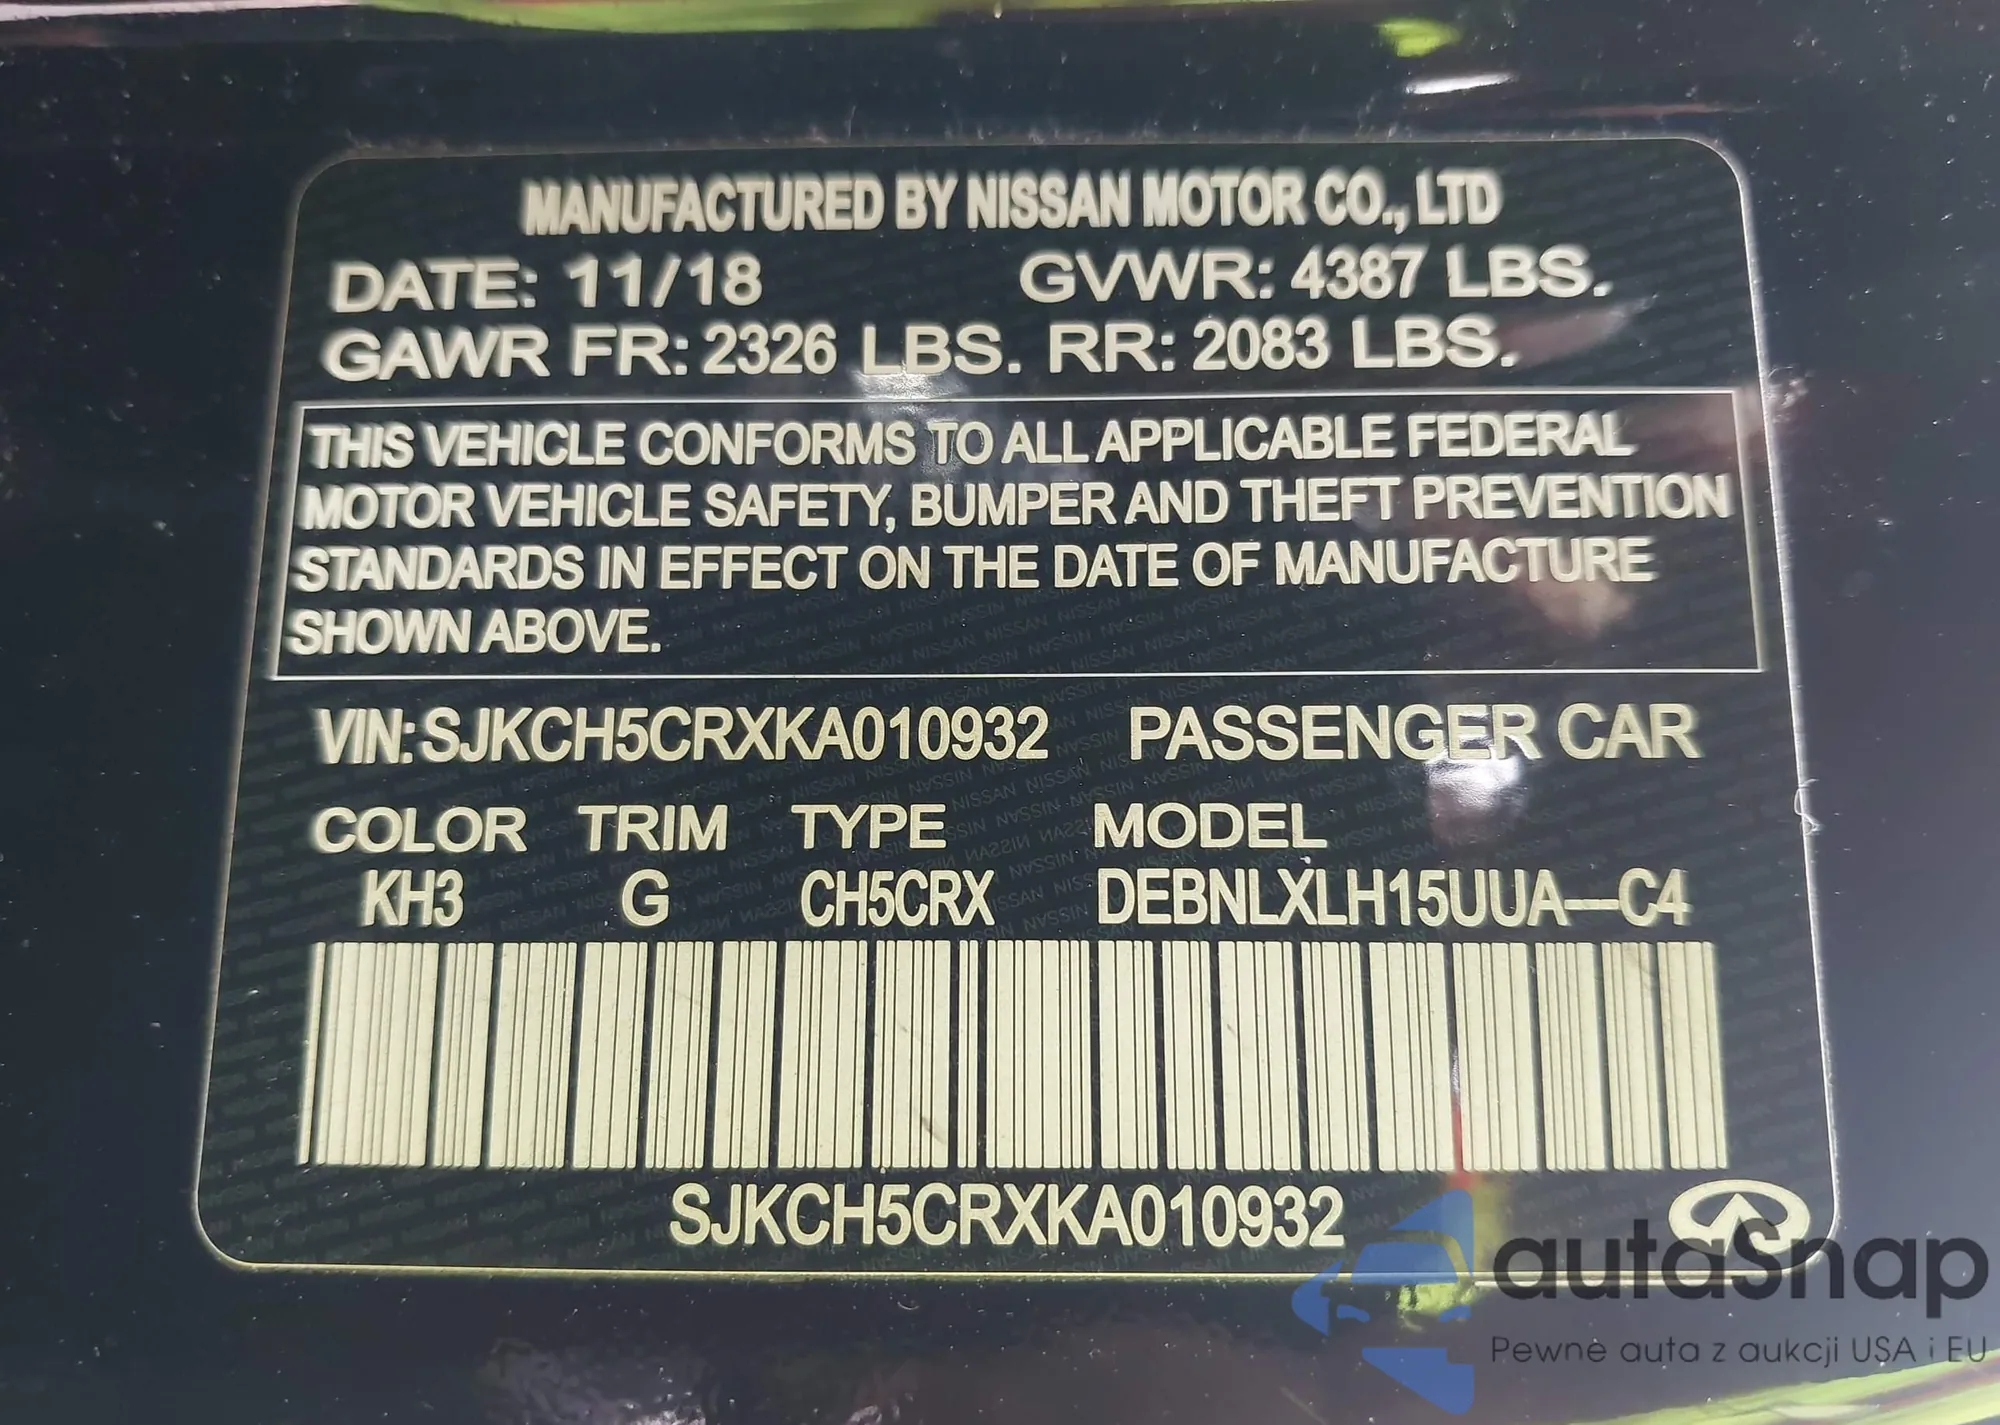 MANUFACTURED BY NISSAN MOTOR CO., LTD
DATE: 11/18 GVWR: 4387 LBS.
GAWR FR: 2326 LBS. RR: 2083 LBS.
THIS VEHICLE CONFORMS TO ALL APPLICABLE FEDERAL
MOTOR VEHICLE SAFETY, BUMPER AND THEFT PREVENTION
STANDARDS IN EFFECT ON THE DATE OF MANUFACTURE
SHOWN ABOVE.
VIN: SJKCH5CRXKA010932 PASSENGER CAR
COLOR TRIM TYPE MODEL
KH3 G CH5CRX DEBNLXLH15UUA--C4
SJKCH5CRXKA010932
autaSnap
Pewne auta z aukcji USA i EU